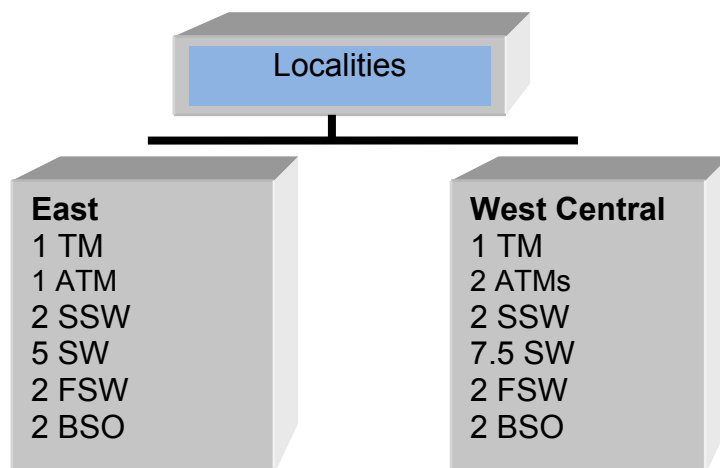 Localities
East
1 TM
1 ATM
2 SSW
5 SW
2 FSW
2 BSO
West Central
1 TM
2 ATMs
2 SSW
7.5 SW
2 FSW
2 BSO